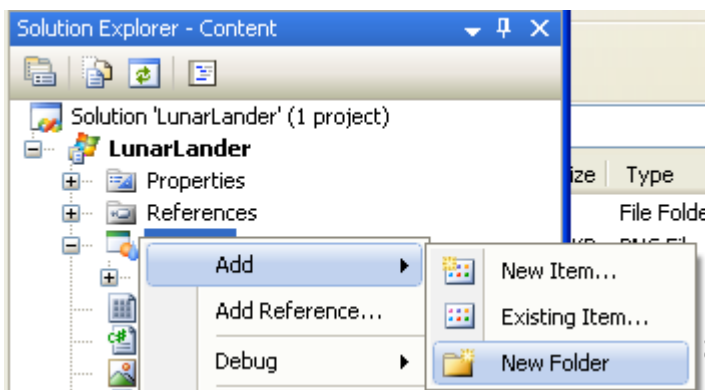 Solution Explorer - Content
Solution 'LunarLander' (1 project)
LunarLander
Properties
References
Add
Add Reference...
Debug
New Item...
Existing Item...
New Folder
Type
File Folde